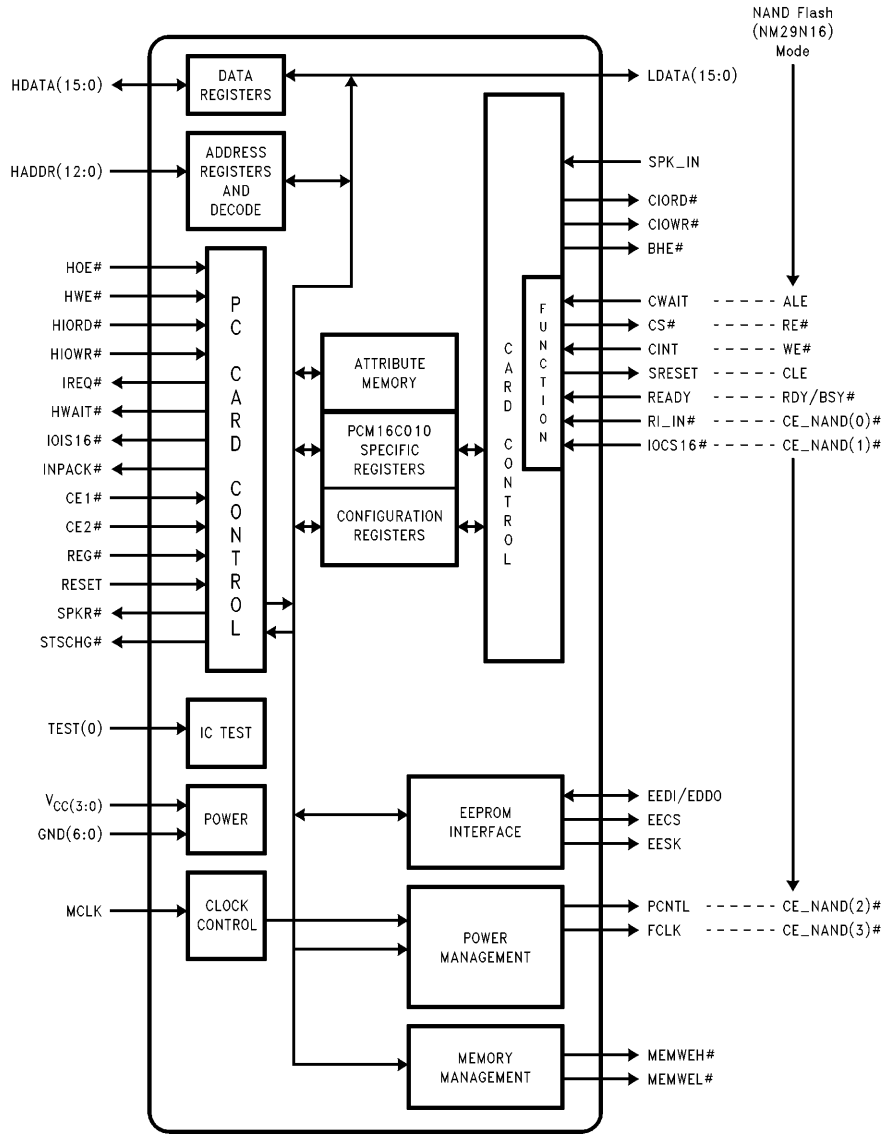 NAND Flash
(NM29N16)
Mode
HDATA(15:0)
DATA
REGISTERS
LDATA(15:0)
HADDR(12:0)
ADDRESS
REGISTERS
AND
DECODE
SPK_IN
CIORD#
CIOWR#
BHE#
HOE#
HWE#
HIORD#
HIOWR#
IREQ#
HWAIT#
IOIS16#
INPACK#
CE1#
CE2#
REG#
RESET
SPKR#
STSCHG#
PC CARD CONTROL
ATTRIBUTE
MEMORY
PCM16C010
SPECIFIC
REGISTERS
CONFIGURATION
REGISTERS
CARD CONTROL
FUNCTION
CWAIT ----- ALE
CS# ----- RE#
CINT ----- WE#
SRESET ----- CLE
READY ----- RDY/BSY#
RI_IN# ----- CE_NAND(0)#
IOCS16# ----- CE_NAND(1)#
TEST(0)
IC TEST
VCC(3:0)
GND(6:0)
POWER
EEPROM
INTERFACE
EEDI/EDDO
EECS
EESK
MCLK
CLOCK
CONTROL
POWER
MANAGEMENT
PCNTL ----- CE_NAND(2)#
FCLK ----- CE_NAND(3)#
MEMORY
MANAGEMENT
MEMWEH#
MEMWEL#